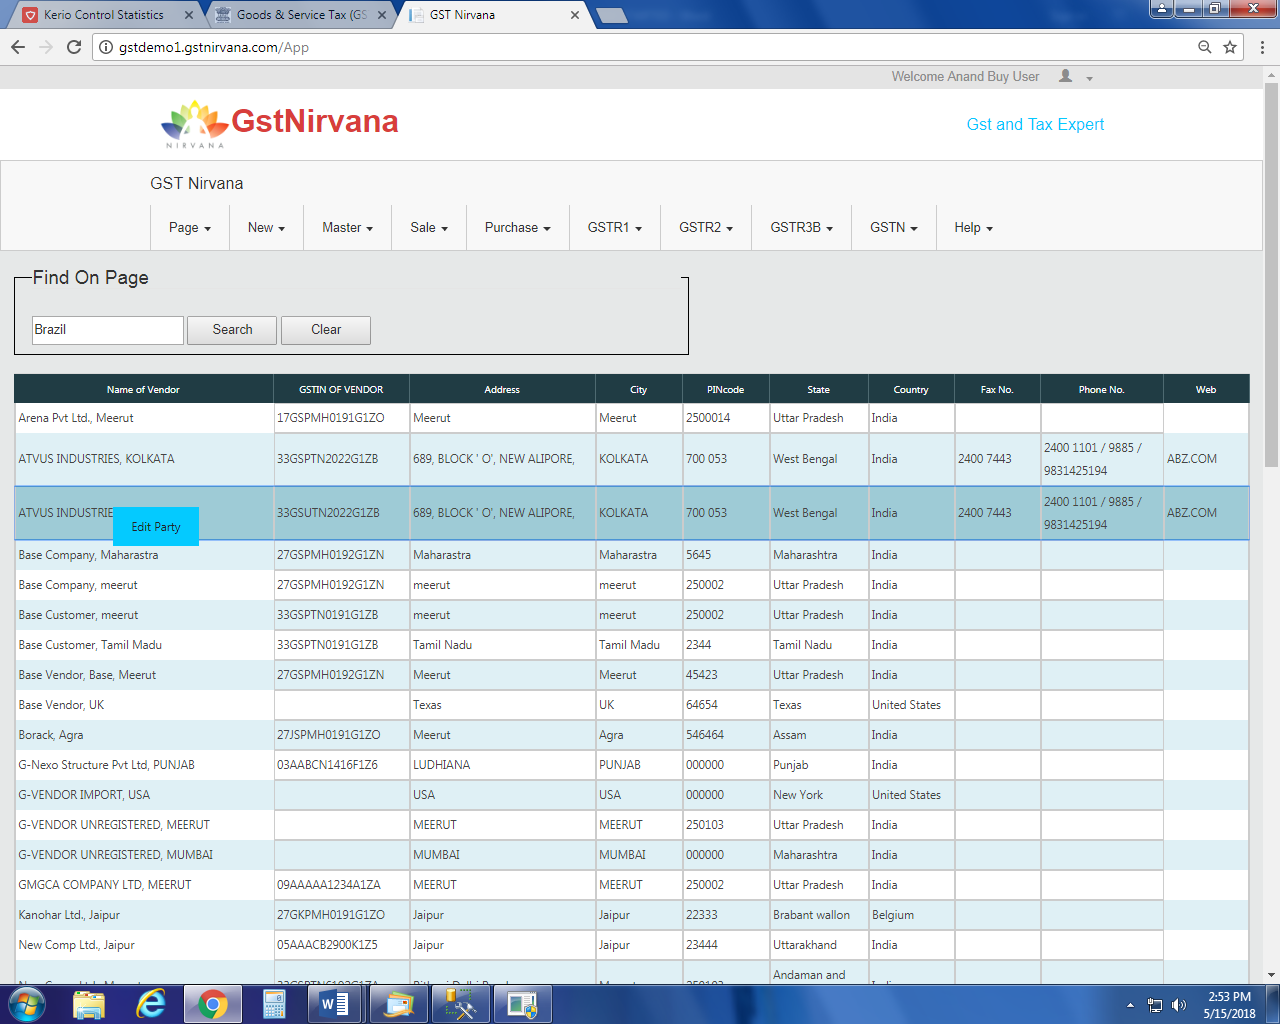 Kerio Control Statistics
Goods & Service Tax (GS
GST Nirvana
gstdemo1.gstnirvana.com/App
Welcome Anand Buy User
NIRVANA
GstNirvana
Gst and Tax Expert
GST Nirvana
Page New Master Sale Purchase GSTR1 GSTR2 GSTR3B GSTN Help
Find On Page
Brazil Search Clear
Name of Vendor GSTIN OF VENDOR Address City PINcode State Country Fax No. Phone No. Web
Arena Pvt Ltd., Meerut 17GSPMH0191G1ZO Meerut Meerut 2500014 Uttar Pradesh India
ATVUS INDUSTRIES, KOLKATA 33GSPTN2022G1ZB 689, BLOCK ' O', NEW ALIPORE, KOLKATA 700 053 West Bengal India 2400 7443 2400 1101 / 9885 / 9831425194 ABZ.COM
ATVUS INDUSTRIE 33GSUTN2022G1ZB 689, BLOCK ' O', NEW ALIPORE, KOLKATA 700 053 West Bengal India 2400 7443 2400 1101 / 9885 / 9831425194 ABZ.COM
Edit Party
Base Company, Maharastra 27GSPMH0192G1ZN Maharastra Maharastra 5645 Maharashtra India
Base Company, meerut 27GSPMH0192G1ZN meerut meerut 250002 Uttar Pradesh India
Base Customer, meerut 33GSPTN0191G1ZB meerut meerut 250002 Uttar Pradesh India
Base Customer, Tamil Madu 33GSPTN0191G1ZB Tamil Nadu Tamil Madu 2344 Tamil Nadu India
Base Vendor, Base, Meerut 27GSPMH0192G1ZN Meerut Meerut 45423 Uttar Pradesh India
Base Vendor, UK Texas UK 64654 Texas United States
Borack, Agra 27JSPMH0191G1ZO Meerut Agra 546464 Assam India
G-Nexo Structure Pvt Ltd, PUNJAB 03AABCN1416F1Z6 LUDHIANA PUNJAB 000000 Punjab India
G-VENDOR IMPORT, USA USA USA 000000 New York United States
G-VENDOR UNREGISTERED, MEERUT MEERUT MEERUT 250103 Uttar Pradesh India
G-VENDOR UNREGISTERED, MUMBAI MUMBAI MUMBAI 000000 Maharashtra India
GMGCA COMPANY LTD, MEERUT 09AAAAA1234A1ZA MEERUT MEERUT 250002 Uttar Pradesh India
Kanohar Ltd., Jaipur 27GKPMH0191G1ZO Jaipur Jaipur 22333 Brabant wallon Belgium
New Comp Ltd., Jaipur 05AAACB2900K1Z5 Jaipur Jaipur 23444 Uttarakhand India
Andaman and
2:53 PM
5/15/2018